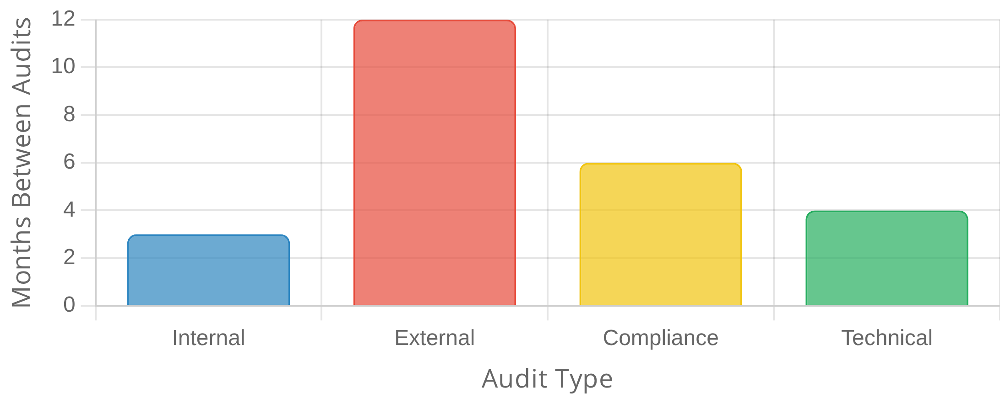 Months Between Audits
12
10
8
6
4
2
0
Internal
External
Compliance
Technical
Audit Type